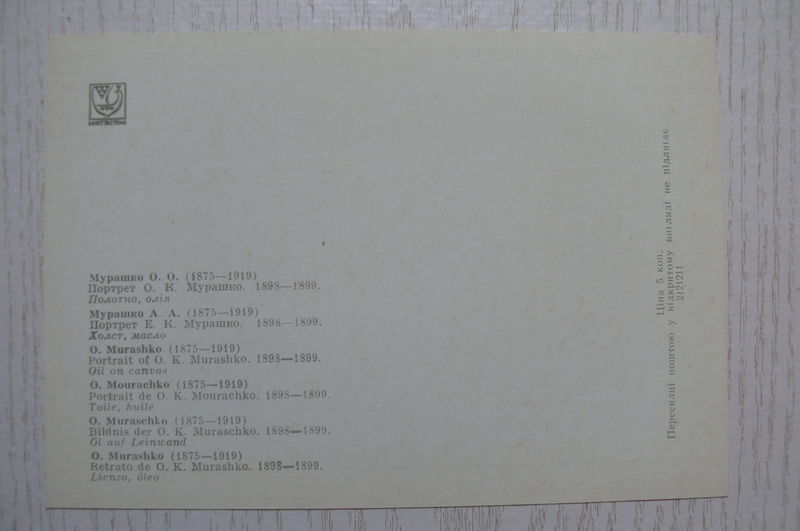 МИСТЕЦТВО
Мурашко О. О. (1875—1919)
Портрет О. К. Мурашко. 1898—1899.
Полотно, олія
Мурашко А. А. (1875—1919)
Портрет Е. К. Мурашко. 1898—1899.
Холст, масло
O. Murashko (1875—1919)
Portrait of O. K. Murashko. 1898—1899.
Oil on canvas
O. Mourachko (1875—1919)
Portrait de O. K. Mourachko. 1898—1899.
Toile, huile
O. Muraschko (1875—1919)
Bildnis der O. K. Muraschko. 1898—1899.
Öl auf Leinwand
O. Murashko (1875—1919)
Retrato de O. K. Murashko. 1898—1899.
Lienzo, óleo
Пересилці поштою у відкритому вигляді не підлягає
Ціна 5 коп.
2121211